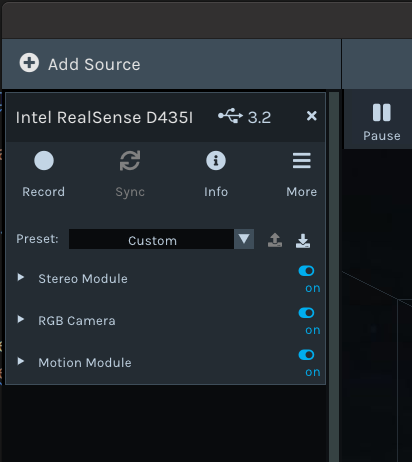 Add Source
Intel RealSense D435I 3.2
Pause
Record Sync Info More
Preset: Custom
Stereo Module on
RGB Camera on
Motion Module on